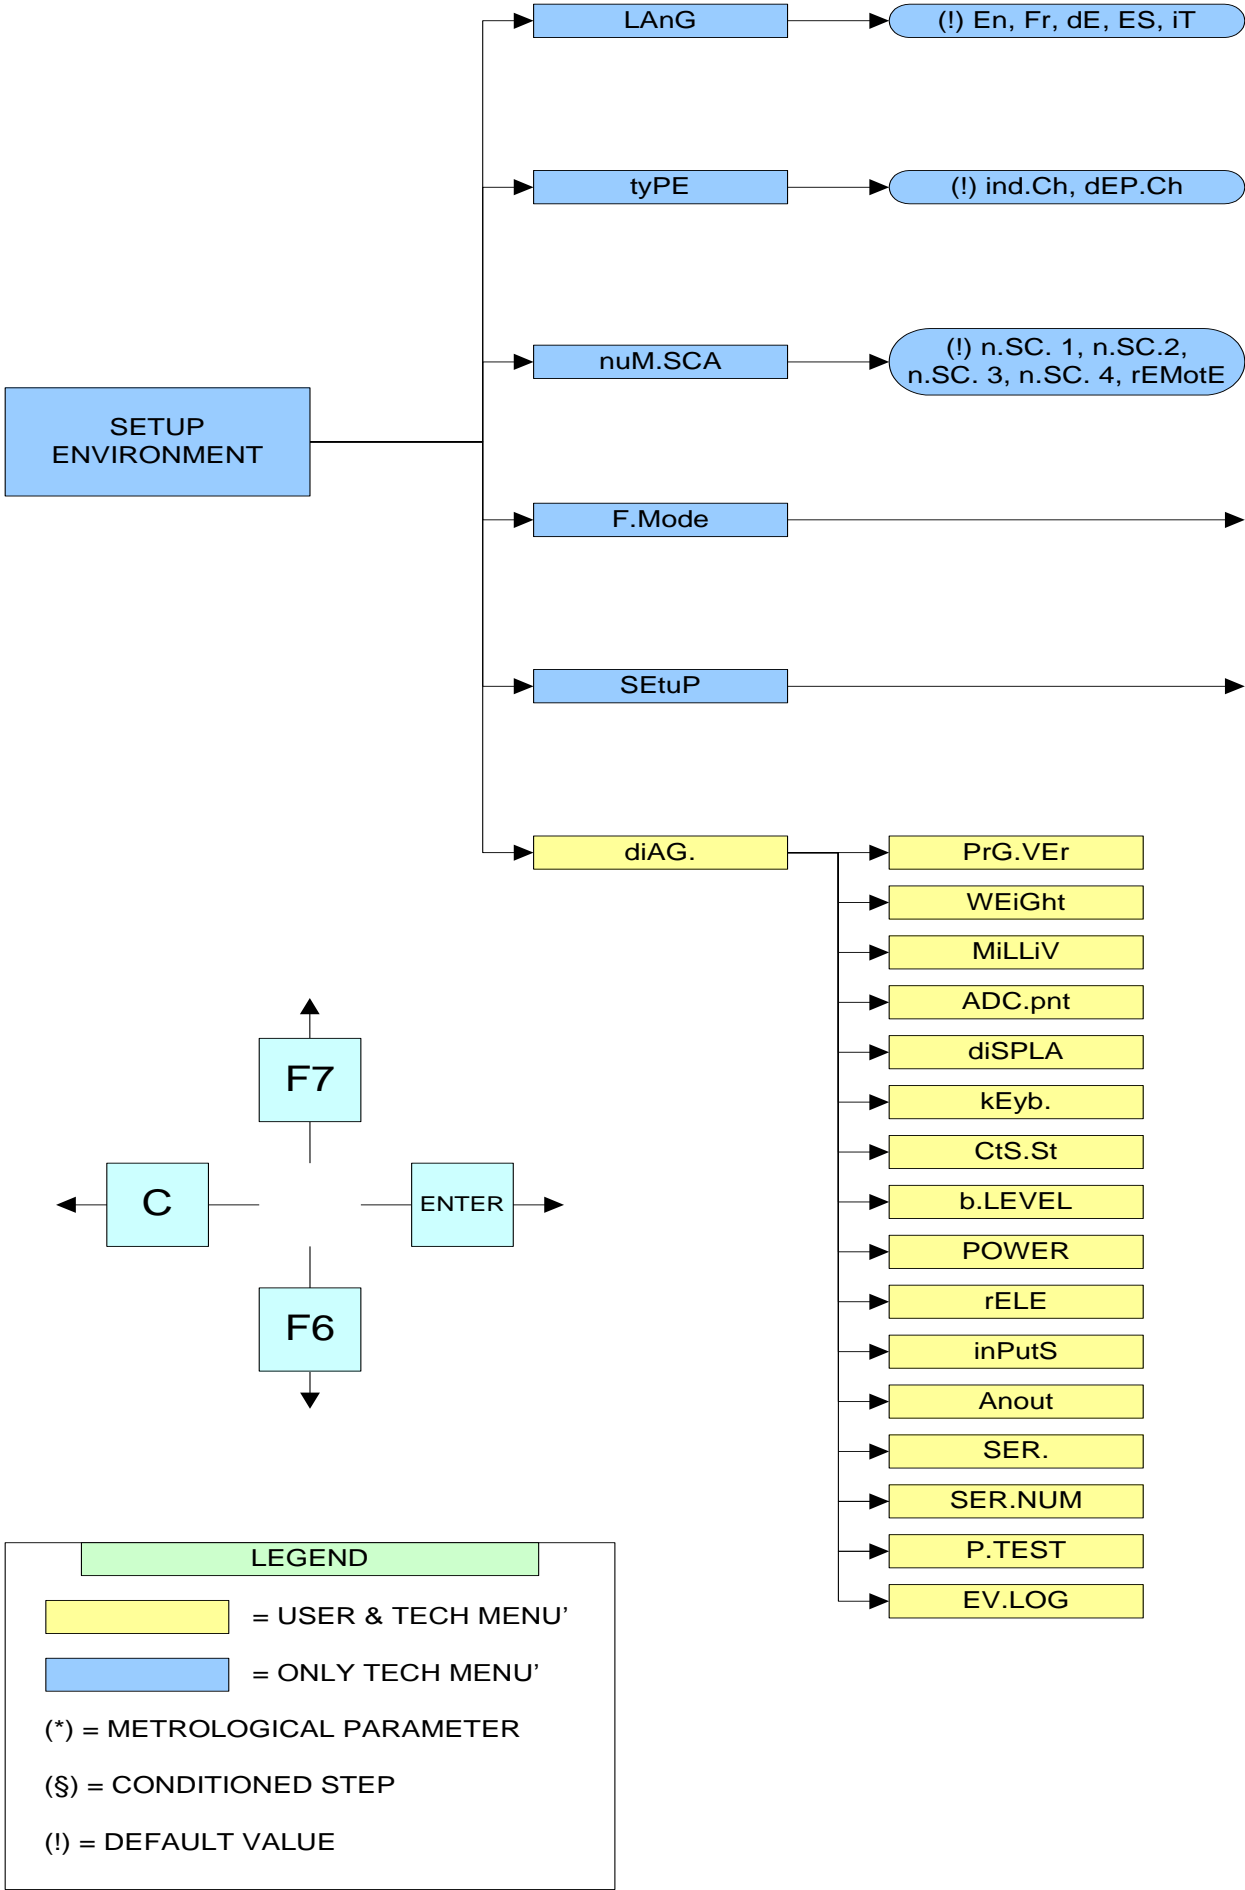 LAnG
(!) En, Fr, dE, ES, iT
tyPE
(!) ind.Ch, dEP.Ch
nuM.SCA
(!) n.SC. 1, n.SC.2,
n.SC. 3, n.SC. 4, rEMotE
SETUP
ENVIRONMENT
F.Mode
SEtuP
diAG.
PrG.VEr
WEiGht
MiLLiV
ADC.pnt
diSPLA
kEyb.
CtS.St
b.LEVEL
POWER
rELE
inPutS
Anout
SER.
SER.NUM
P.TEST
EV.LOG
F7
C
ENTER
F6
LEGEND
= USER & TECH MENU’
= ONLY TECH MENU’
(*) = METROLOGICAL PARAMETER
(§) = CONDITIONED STEP
(!) = DEFAULT VALUE